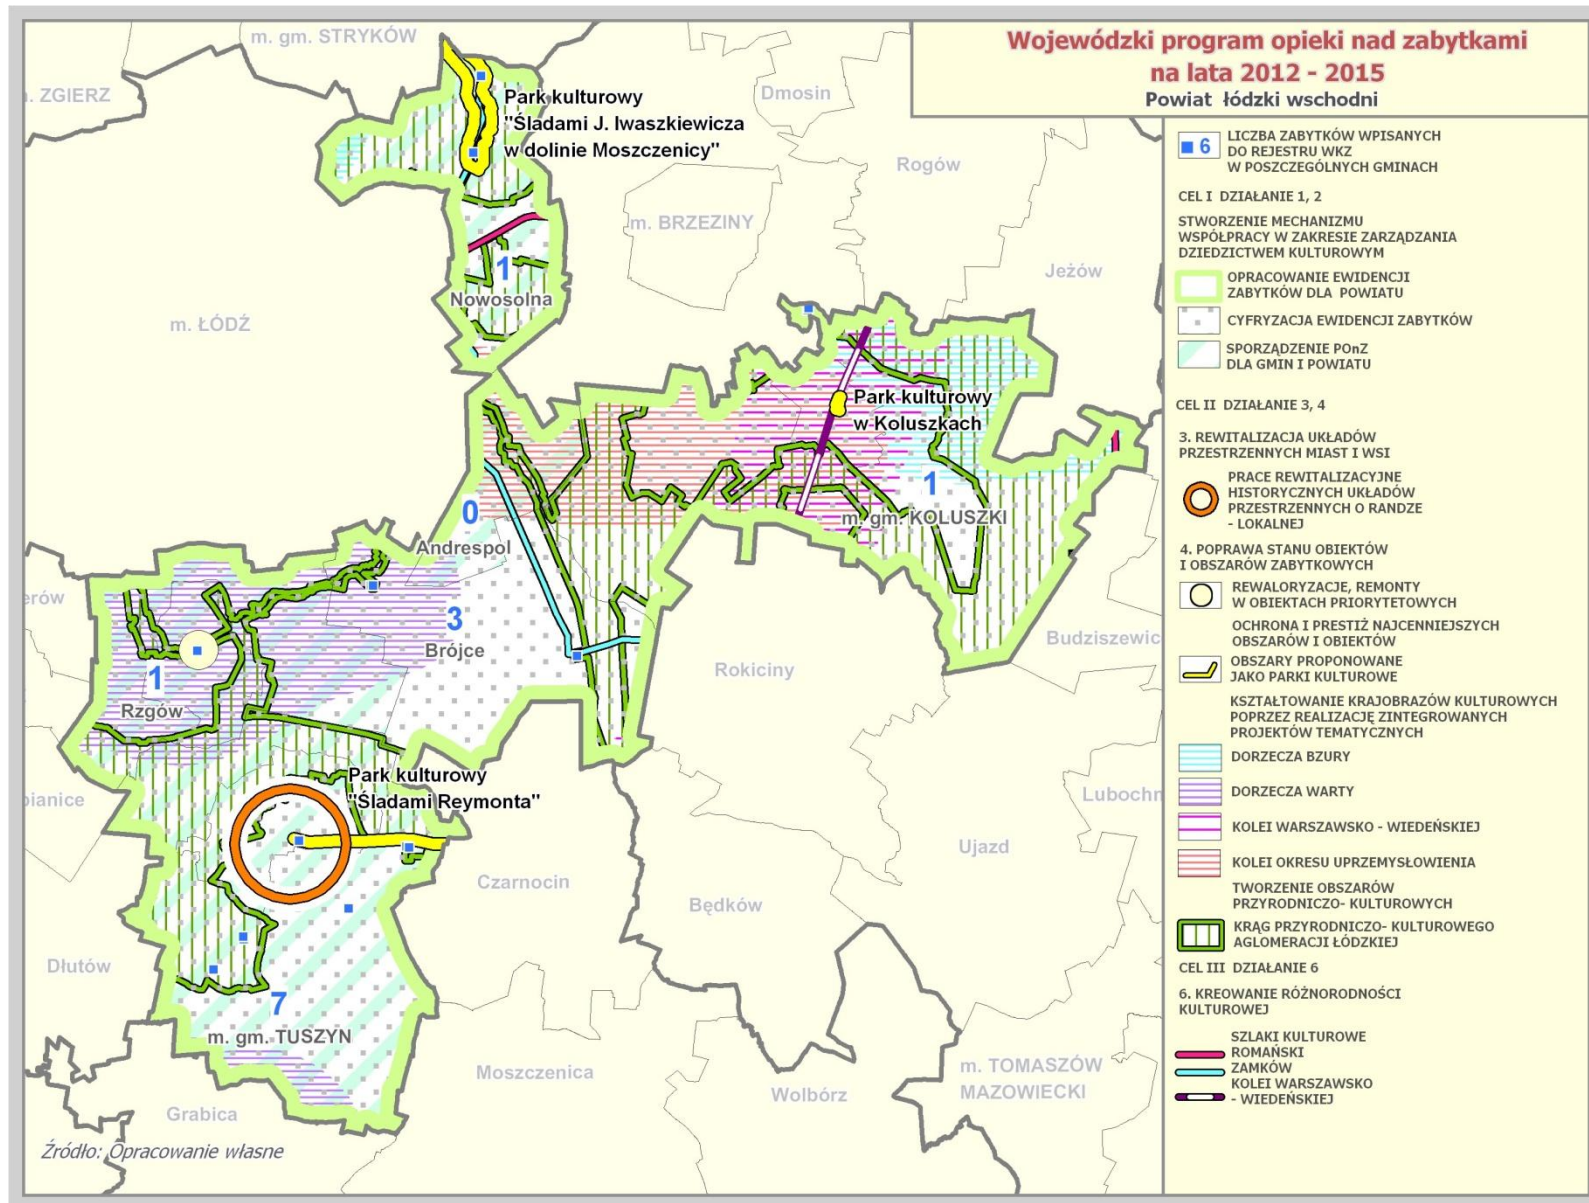 Wojewódzki program opieki nad zabytkami
na lata 2012 - 2015
Powiat łódzki wschodni
m. gm. STRYKÓW
ZGIERZ
Dmosin
Park kulturowy
"Śladami J. Iwaszkiewicza
w dolinie Moszczenicy"
Rogów
m. BRZEZINY
Jeżów
1
Nowosolna
m. ŁÓDŹ
Park kulturowy
w Koluszkach
1
m. gm. KOLUSZKI
0
Andrespol
3
Brójce
1
Rzgów
Rokiciny
Budziszewic
Park kulturowy
"Śladami Reymonta"
Lubochn
Ujazd
Czarnocin
Będków
Dłutów
7
m. gm. TUSZYN
Moszczenica
Wolbórz
m. TOMASZÓW
MAZOWIECKI
Grabica
Źródło: Opracowanie własne
6
LICZBA ZABYTKÓW WPISANYCH
DO REJESTRU WKZ
W POSZCZEGÓLNYCH GMINACH
CEL I DZIAŁANIE 1, 2
STWORZENIE MECHANIZMU
WSPÓŁPRACY W ZAKRESIE ZARZĄDZANIA
DZIEDZICTWEM KULTUROWYM
OPRACOWANIE EWIDENCJI
ZABYTKÓW DLA POWIATU
CYFRYZACJA EWIDENCJI ZABYTKÓW
SPORZĄDZENIE POnZ
DLA GMIN I POWIATU
CEL II DZIAŁANIE 3, 4
3. REWITALIZACJA UKŁADÓW
PRZESTRZENNYCH MIAST I WSI
PRACE REWITALIZACYJNE
HISTORYCZNYCH UKŁADÓW
PRZESTRZENNYCH O RANDZE
- LOKALNEJ
4. POPRAWA STANU OBIEKTÓW
I OBSZARÓW ZABYTKOWYCH
REWALORYZACJE, REMONTY
W OBIEKTACH PRIORYTETOWYCH
OCHRONA I PRESTIŻ NAJCENNIEJSZYCH
OBSZARÓW I OBIEKTÓW
OBSZARY PROPONOWANE
JAKO PARKI KULTUROWE
KSZTAŁTOWANIE KRAJOBRAZÓW KULTUROWYCH
POPRZEZ REALIZACJĘ ZINTEGROWANYCH
PROJEKTÓW TEMATYCZNYCH
DORZECZA BZURY
DORZECZA WARTY
KOLEI WARSZAWSKO - WIEDEŃSKIEJ
KOLEI OKRESU UPRZEMYSŁOWIENIA
TWORZENIE OBSZARÓW
PRZYRODNICZO- KULTUROWYCH
KRĄG PRZYRODNICZO- KULTUROWEGO
AGLOMERACJI ŁÓDZKIEJ
CEL III DZIAŁANIE 6
6. KREOWANIE RÓŻNORODNOŚCI
KULTUROWEJ
SZLAKI KULTUROWE
ROMAŃSKI
ZAMKÓW
KOLEI WARSZAWSKO
- WIEDEŃSKIEJ